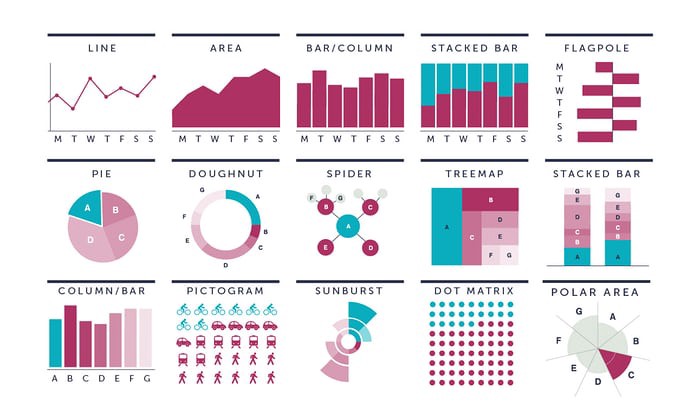 LINE
M T W T F S S
AREA
M T W T F S S
BAR/COLUMN
M T W T F S S
STACKED BAR
M T W T F S S
FLAGPOLE
M
T
W
T
F
S
S
PIE
A
B
D
C
DOUGHNUT
G
A
F
B
C
E
D
SPIDER
F
G
B
C
A
E
D
TREEMAP
B
A
D
C
E
F
G
STACKED BAR
G
E
D
C
B
A
G
E
D
C
B
A
COLUMN/BAR
A B C D E F G
PICTOGRAM
SUNBURST
DOT MATRIX
POLAR AREA
G
A
F
B
E
C
D